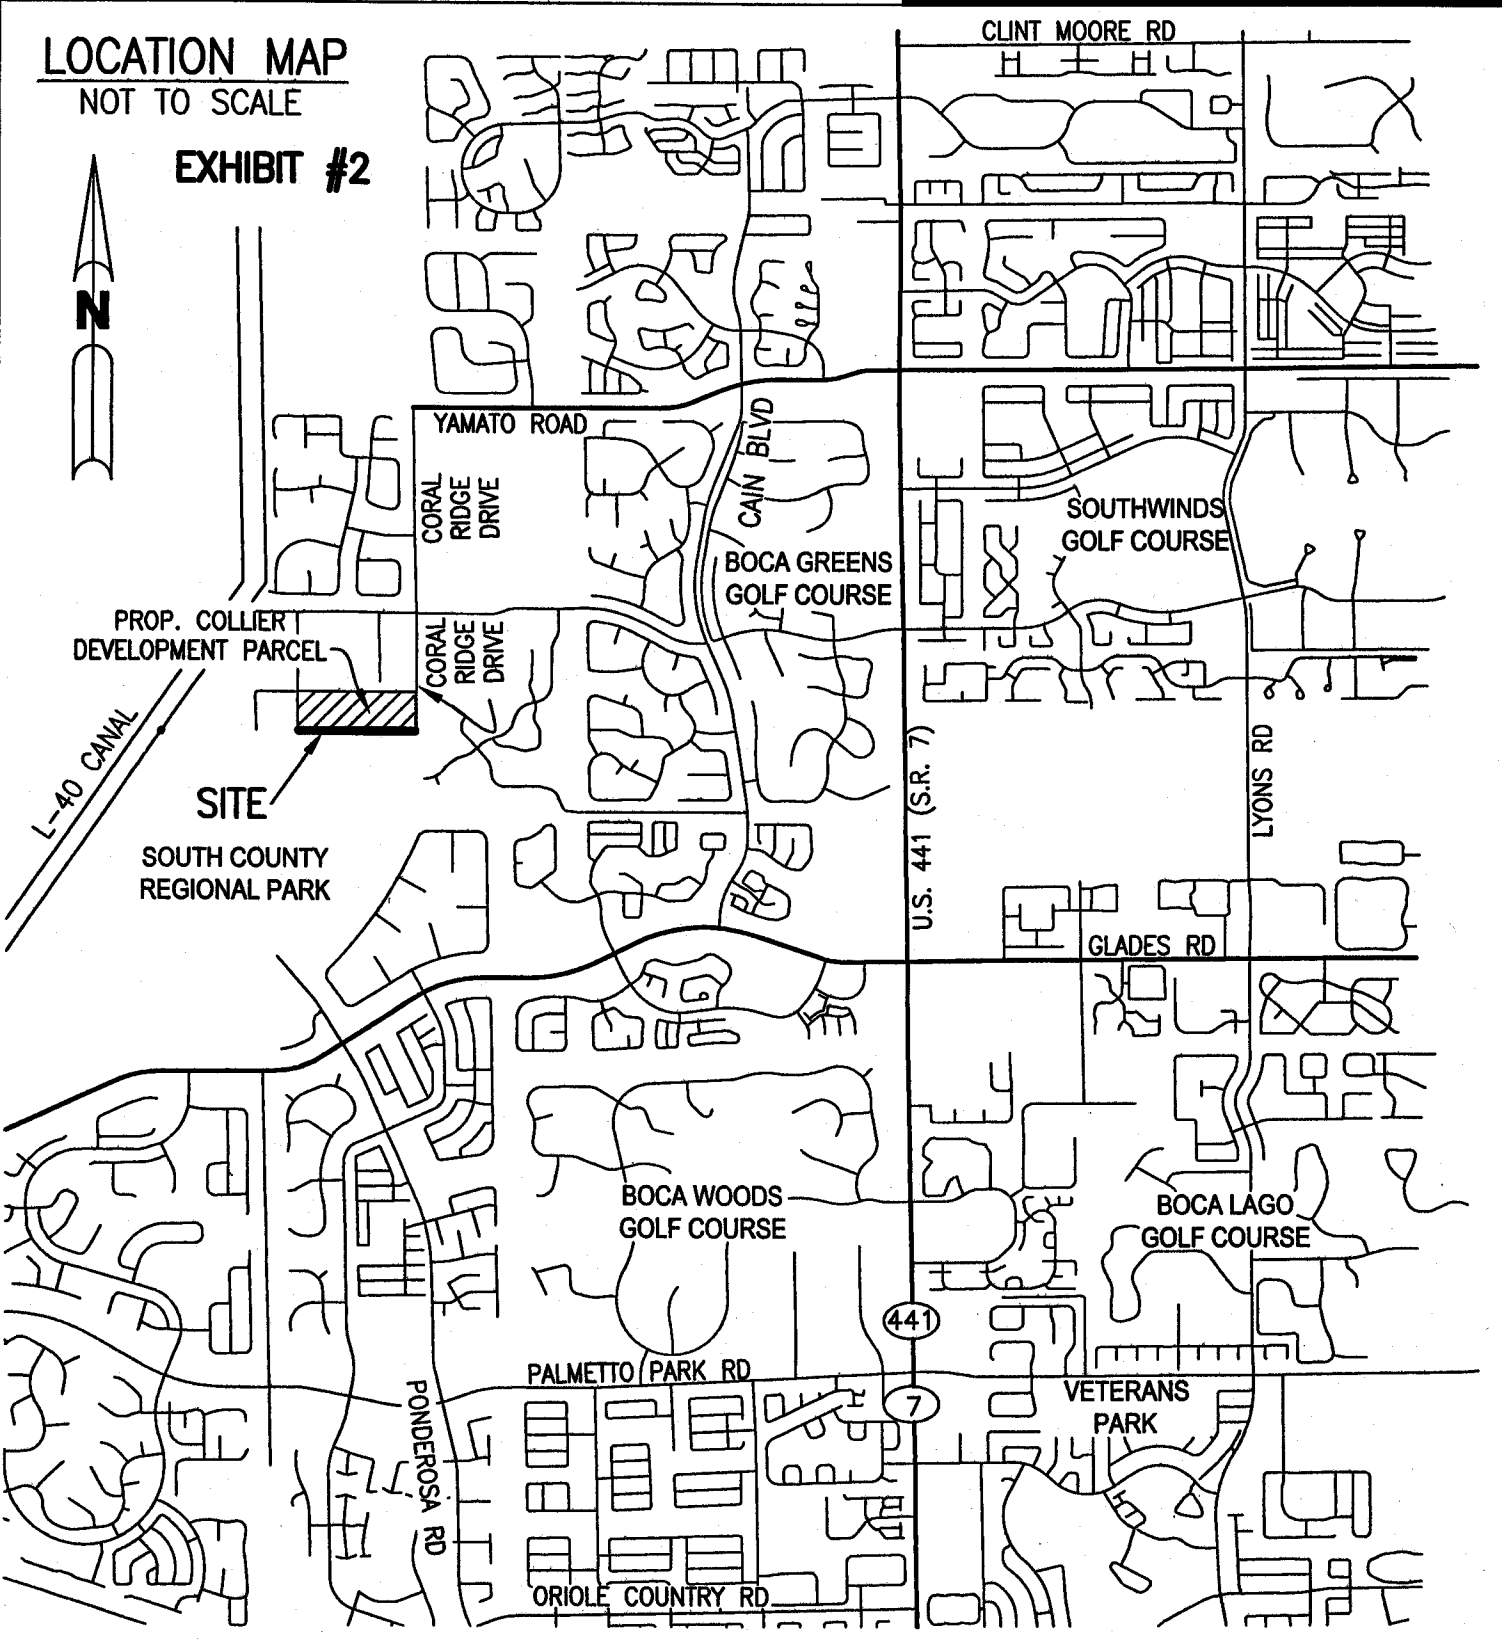 CLINT MOORE RD
LOCATION MAP
NOT TO SCALE
EXHIBIT #2
N
YAMATO ROAD
CAIN BLVD
CORAL
RIDGE
DRIVE
SOUTHWINDS
GOLF COURSE
BOCA GREENS
GOLF COURSE
PROP. COLLIER
DEVELOPMENT PARCEL
CORAL
RIDGE
DRIVE
L-40 CANAL
SITE
U.S. 441 (S.R. 7)
LYONS RD
SOUTH COUNTY
REGIONAL PARK
GLADES RD
BOCA WOODS
GOLF COURSE
BOCA LAGO
GOLF COURSE
441
PALMETTO PARK RD
7
VETERANS
PARK
PONDEROSA RD
ORIOLE COUNTRY RD